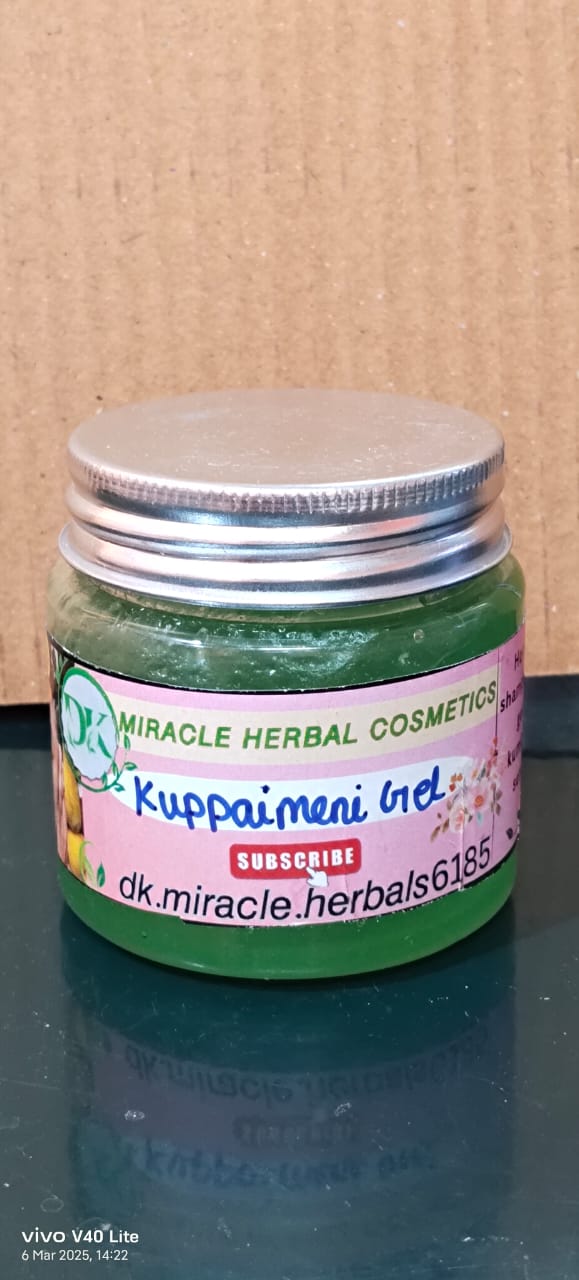 DK
MIRACLE HERBAL COSMETICS
Kuppaimeni Gel
SUBSCRIBE
dk.miracle.herbals6185
vivo V40 Lite
6 Mar 2025, 14:22